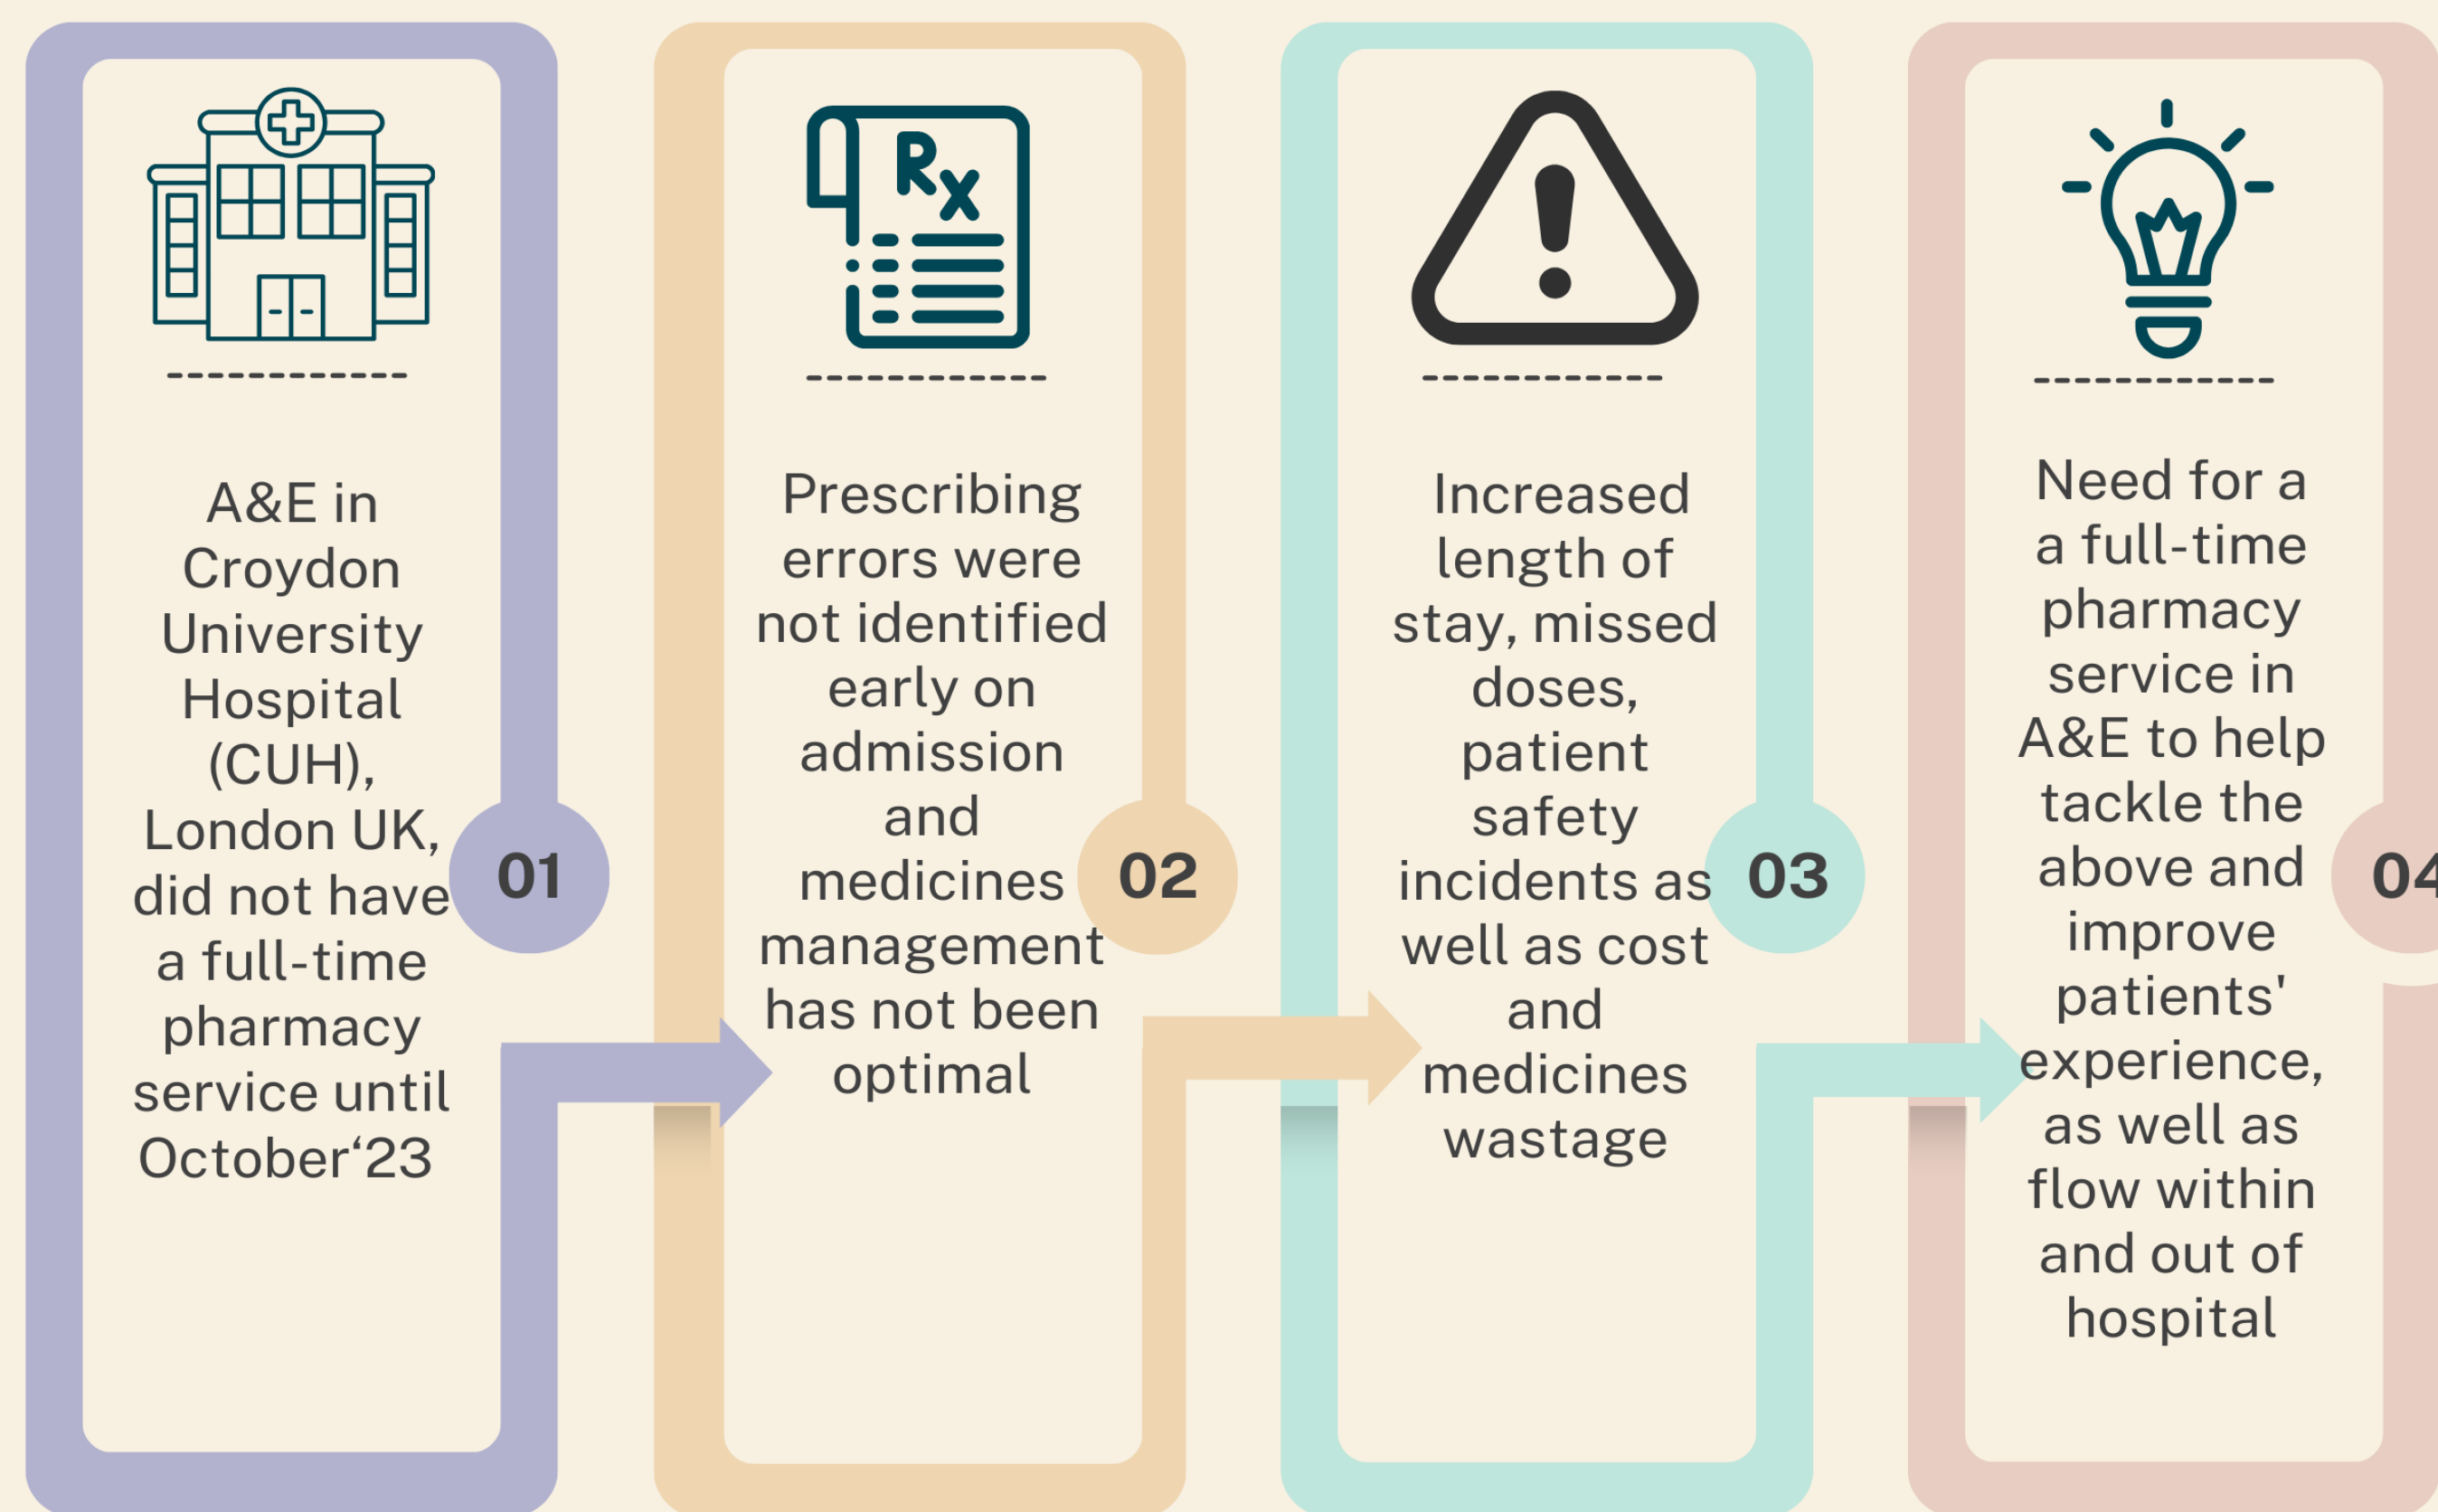 A&E in
Croydon
University
Hospital
(CUH),
London UK,
did not have
a full-time
pharmacy
service until
October‘23
01
Rx
Prescribing
errors were
not identified
early on
admission
and
medicines
management
has not been
optimal
02
Increased
length of
stay, missed
doses,
patient
safety
incidents as
well as cost
and
medicines
wastage
03
Need for a
a full-time
pharmacy
service in
A&E to help
tackle the
above and
improve
patients'
experience,
as well as
flow within
and out of
hospital
04